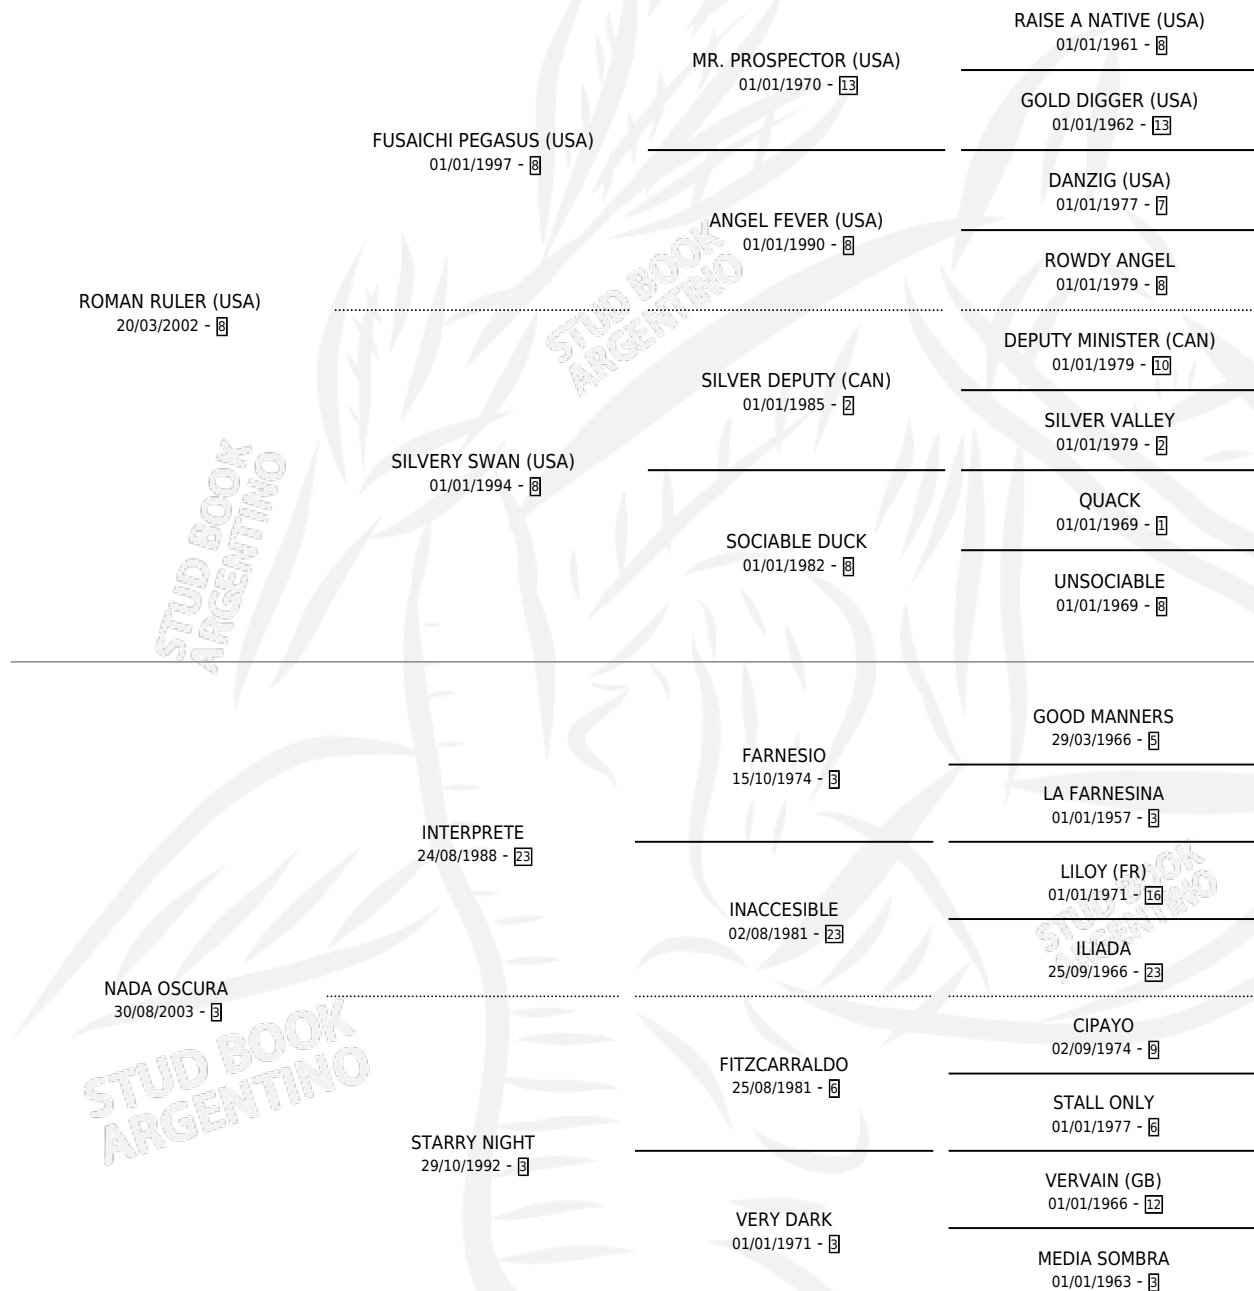 RAISE A NATIVE (USA)
01/01/1961 - 8
MR. PROSPECTOR (USA)
01/01/1970 - 13
GOLD DIGGER (USA)
01/01/1962 - 13
FUSAICHI PEGASUS (USA)
01/01/1997 - 8
DANZIG (USA)
01/01/1977 - 7
ANGEL FEVER (USA)
01/01/1990 - 8
ROWDY ANGEL
01/01/1979 - 8
ROMAN RULER (USA)
20/03/2002 - 8
DEPUTY MINISTER (CAN)
01/01/1979 - 10
SILVER DEPUTY (CAN)
01/01/1985 - 2
SILVER VALLEY
01/01/1979 - 2
SILVERY SWAN (USA)
01/01/1994 - 8
QUACK
01/01/1969 - 1
SOCIABLE DUCK
01/01/1982 - 8
UNSOCIABLE
01/01/1969 - 8
GOOD MANNERS
29/03/1966 - 5
FARNESIO
15/10/1974 - 3
LA FARNESINA
01/01/1957 - 3
INTERPRETE
24/08/1988 - 23
LILOY (FR)
01/01/1971 - 16
INACCESIBLE
02/08/1981 - 23
ILIADA
25/09/1966 - 23
NADA OSCURA
30/08/2003 - 3
CIPAYO
02/09/1974 - 9
FITZCARRALDO
25/08/1981 - 6
STALL ONLY
01/01/1977 - 6
STARRY NIGHT
29/10/1992 - 3
VERVAIN (GB)
01/01/1966 - 12
VERY DARK
01/01/1971 - 3
MEDIA SOMBRA
01/01/1963 - 3
STUD BOOK
ARGENTINO
STUD BOOK
ARGENTINO
STUD BOOK
ARGENTINO
STUD BOOK
ARGENTINO